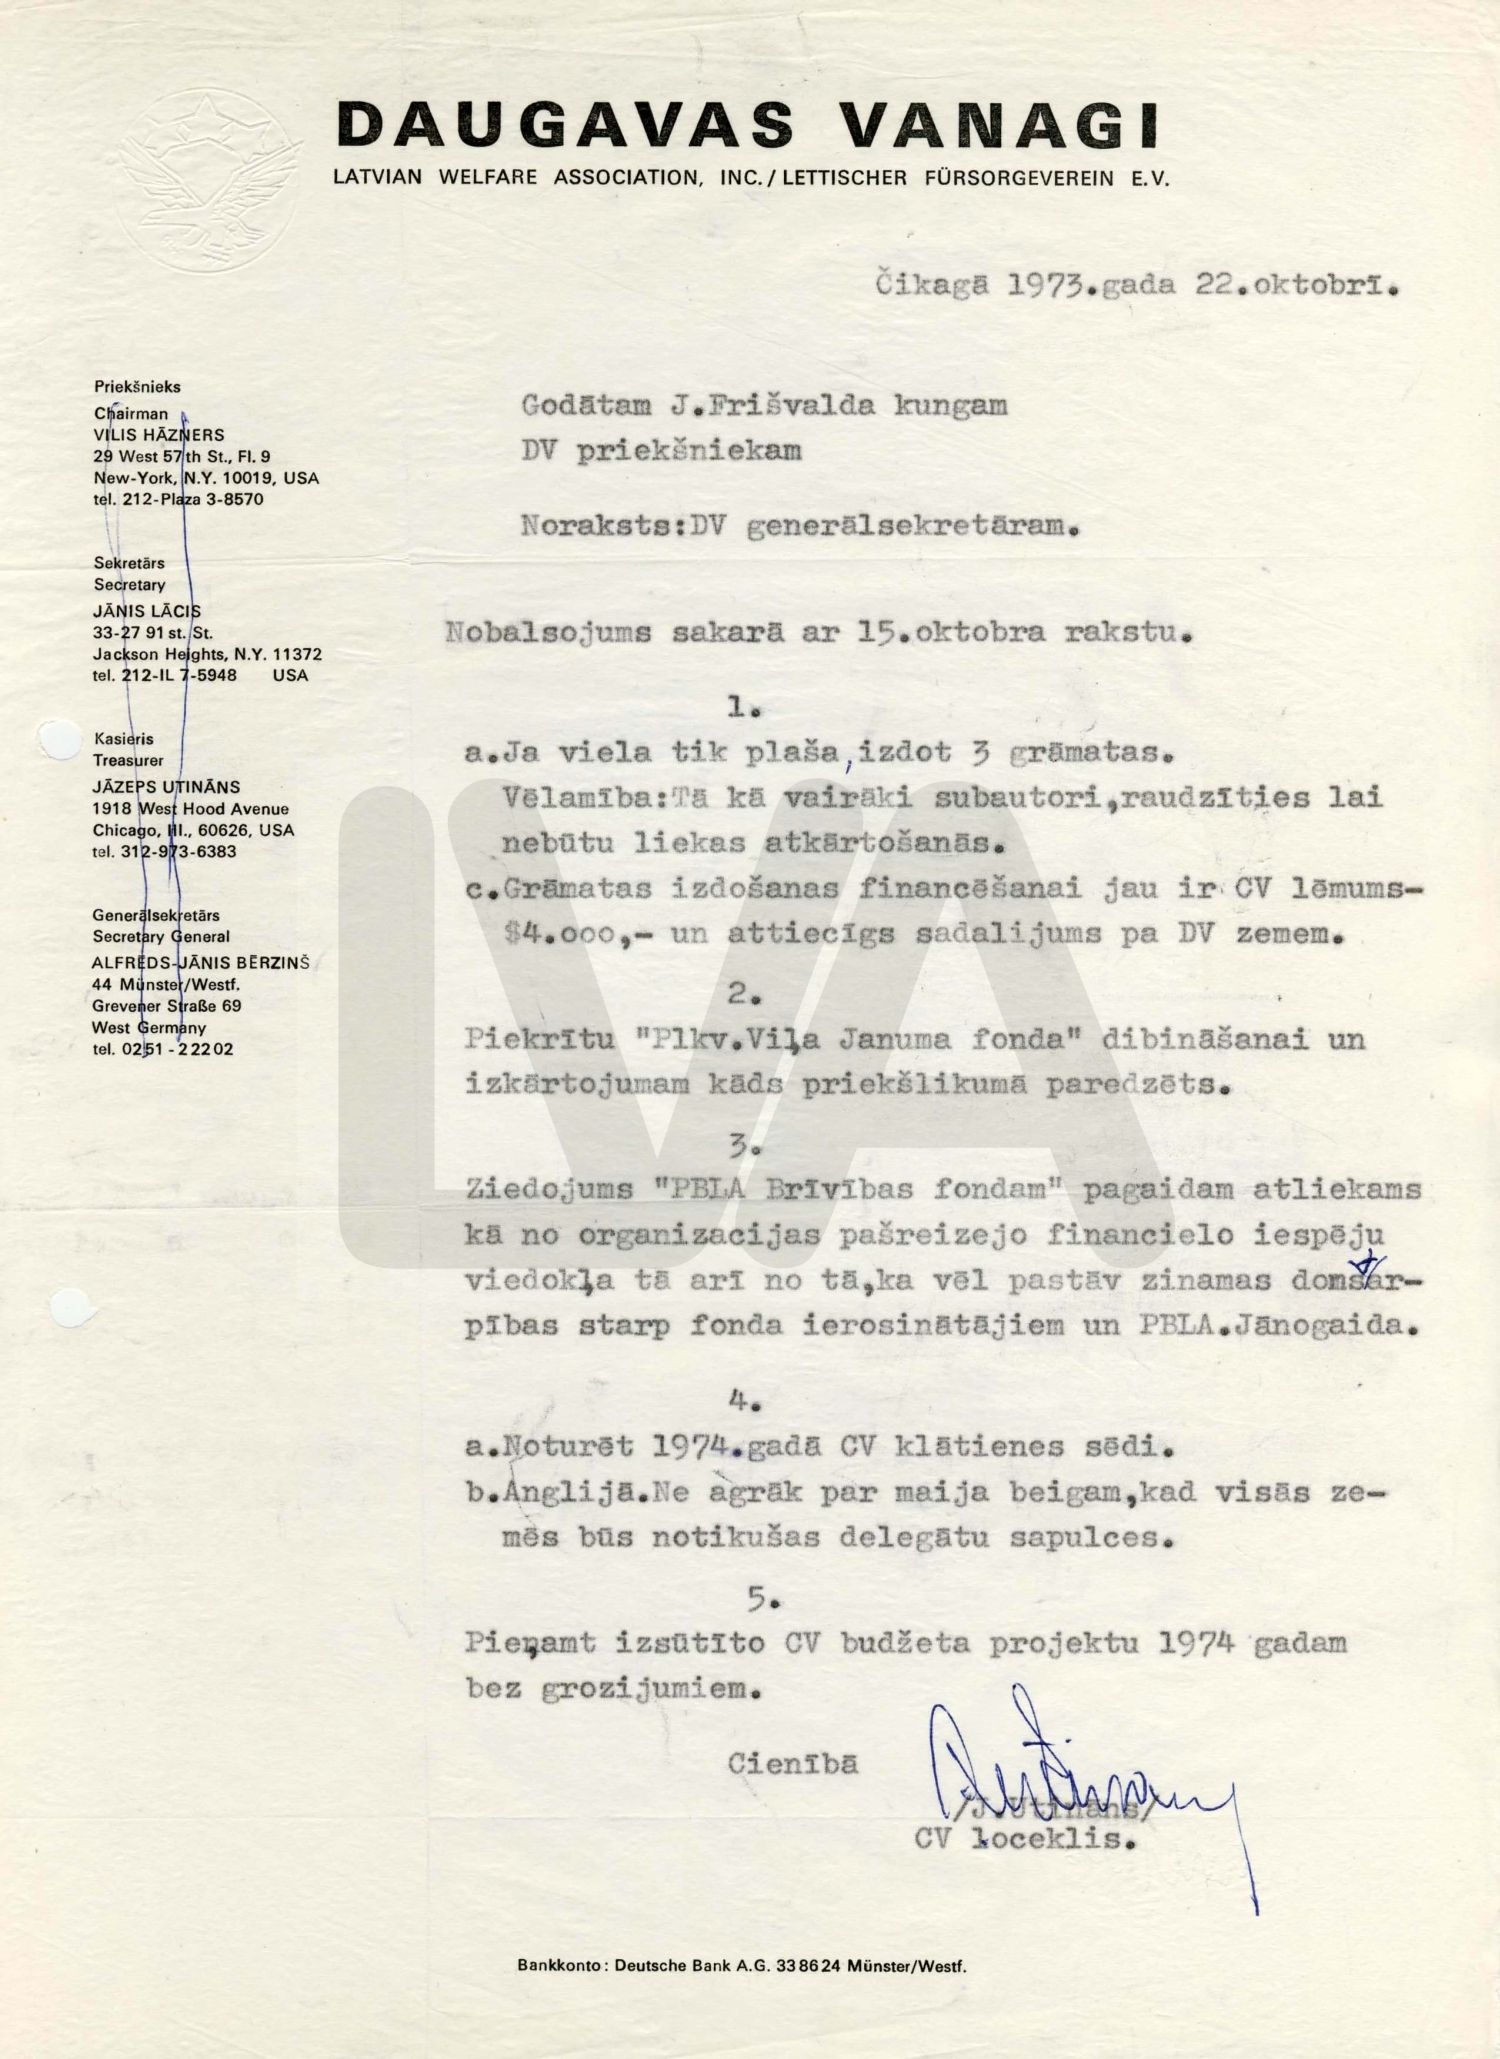 DAUGAVAS VANAGI
LATVIAN WELFARE ASSOCIATION, INC. / LETTISCHER FÜRSORGEVEREIN E.V.
Čikagā 1973.gada 22.oktobrī.
Priekšnieks
Chairman
VILIS HĀZNERS
29 West 57th St., Fl. 9
New-York, N.Y. 10019, USA
tel. 212-Plaza 3-8570
Sekretārs
Secretary
JĀNIS LĀCIS
33-27 91 st. St.
Jackson Heights, N.Y. 11372
tel. 212-IL 7-5948 USA
Kasieris
Treasurer
JĀZEPS UTINĀNS
1918 West Hood Avenue
Chicago, Ill., 60626, USA
tel. 312-973-6383
Generālsekretārs
Secretary General
ALFRĒDS-JĀNIS BĒRZIŅŠ
44 Münster/Westf.
Grevener Straße 69
West Germany
tel. 0251 - 22202
Godātam J.Frišvalda kungam
DV priekšniekam
Noraksts:DV generālsekretāram.
Nobalsojums sakarā ar 15.oktobra rakstu.
1.
a.Ja viela tik plaša,izdot 3 grāmatas.
Vēlamība:Tā kā vairāki subautori,raudzīties lai
nebūtu liekas atkārtošanās.
c.Grāmatas izdošanas financēšanai jau ir CV lēmums-
$4.000,- un attiecīgs sadalijums pa DV zemem.
2.
Piekrītu "Plkv.Viļa Januma fonda" dibināšanai un
izkārtojumam kāds priekšlikumā paredzēts.
3.
Ziedojums "PBLA Brīvības fondam" pagaidam atliekams
kā no organizacijas pašreizejo financielo iespēju
viedokļa tā arī no tā,ka vēl pastāv zinamas domstar-
pības starp fonda ierosinātājiem un PBLA.Jānogaida.
4.
a.Noturēt 1974.gadā CV klātienes sēdi.
b.Anglijā.Ne agrāk par maija beigam,kad visās ze-
mēs būs notikušas delegātu sapulces.
5.
Pieņamt izsūtīto CV budžeta projektu 1974 gadam
bez grozijumiem.
Cienībā
/J.Utināns/
CV loceklis.
Bankkonto: Deutsche Bank A.G. 338624 Münster/Westf.
LVA